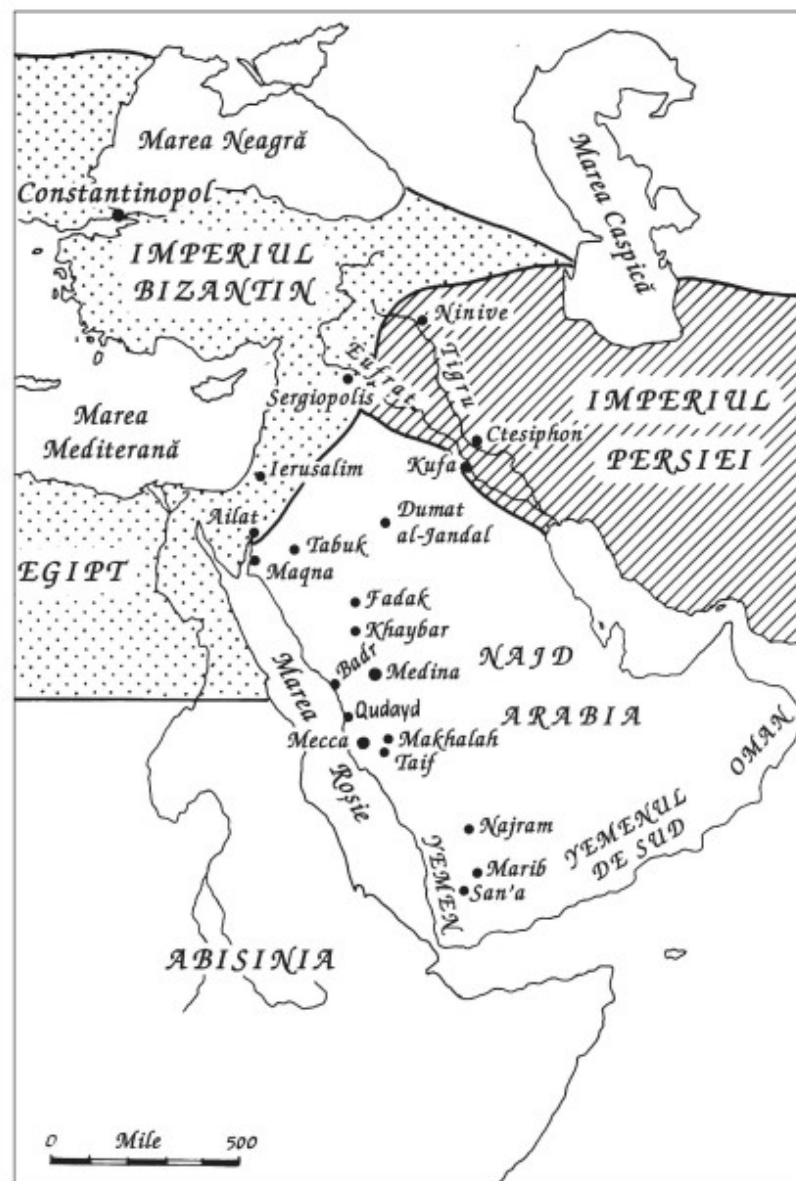 Marea Neagră
Constantinopol
IMPERIUL
BIZANTIN
Marea Caspică
Ninive
Eufrat
Tigru
Sergiopolis
IMPERIUL
PERSIEI
Marea
Mediterană
Ctesiphon
Ierusalim
Kufa
Ailat
Dumat
al-Jandal
Tabuk
EGIPT
Maqna
Fadak
Khaybar
NAJD
Badr
Medina
Marea
Roșie
Qudayd
ARABIA
Mecca
Makhalah
Taif
OMAN
Najram
YEMENUL
DE SUD
YEMEN
Marib
San'a
ABISINIA
0 Mile 500